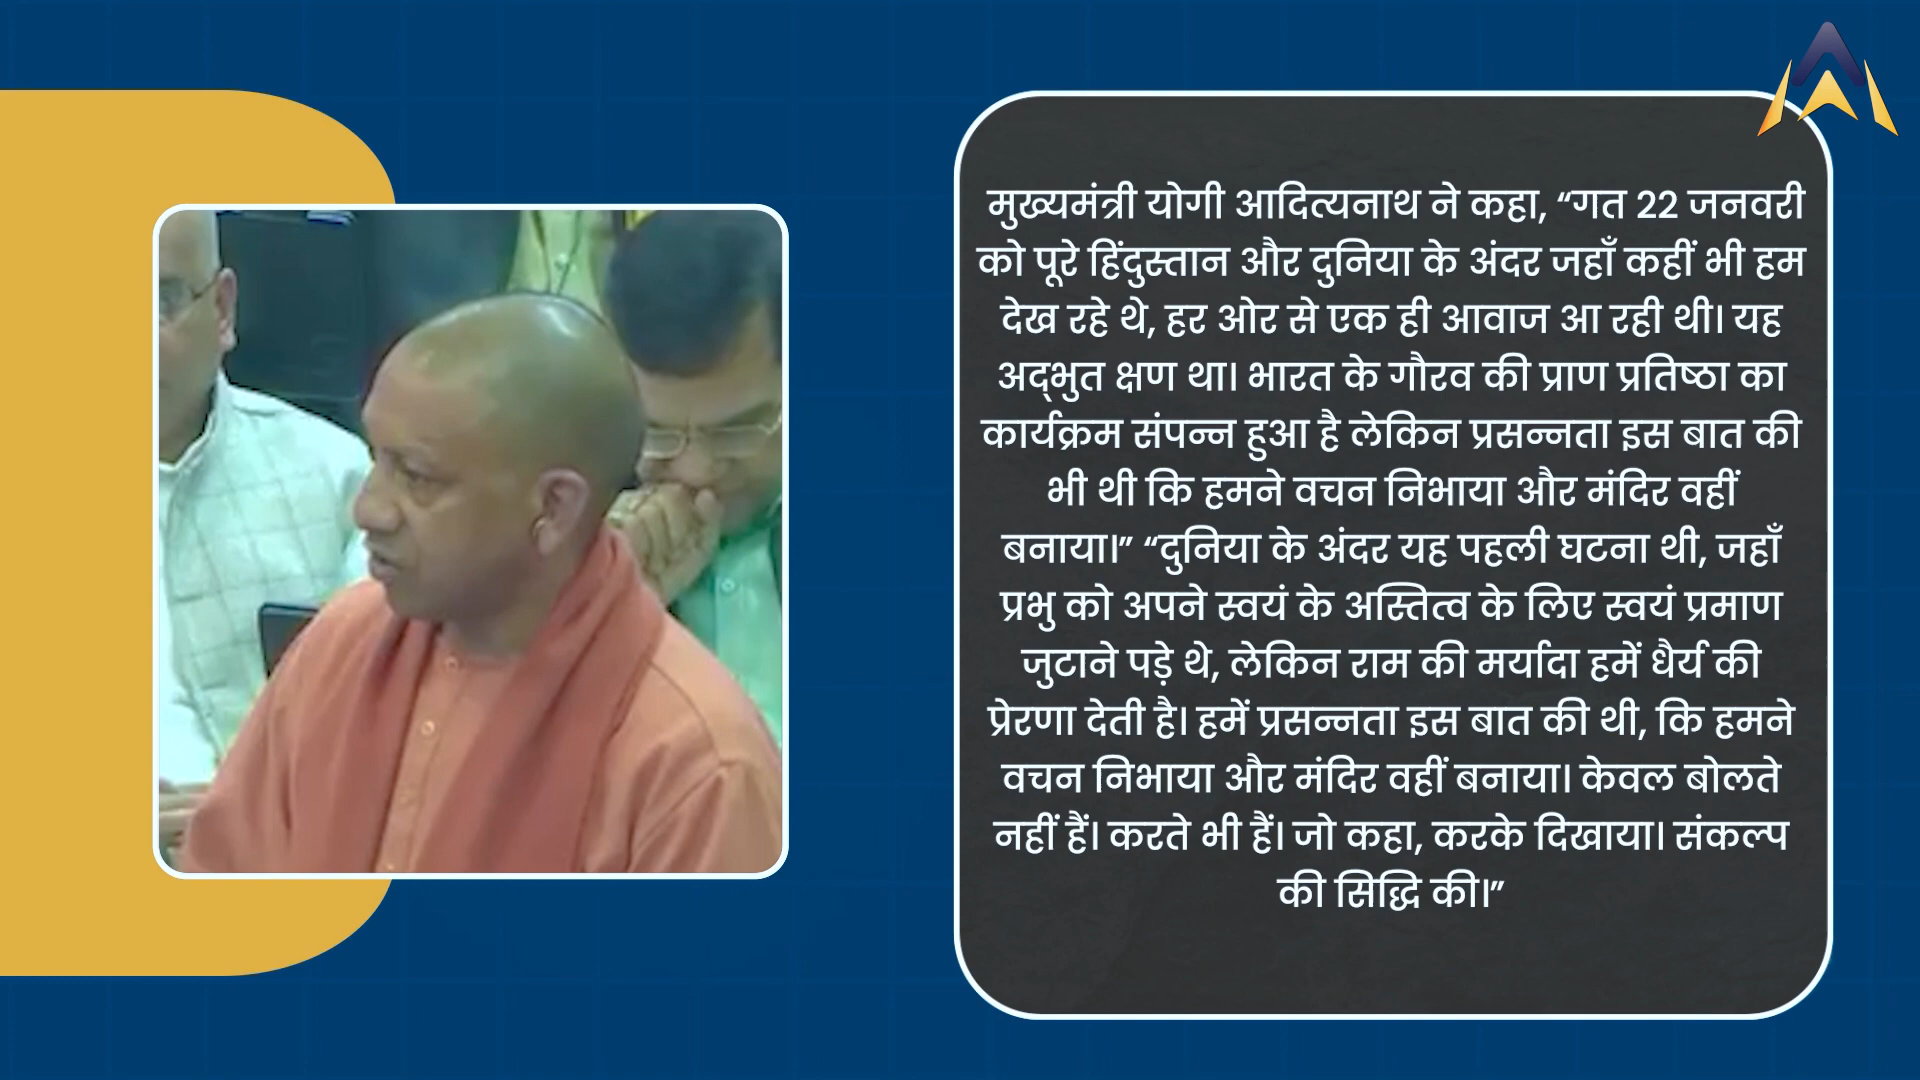 मुख्यमंत्री योगी आदित्यनाथ ने कहा, “गत 22 जनवरी
को पूरे हिंदुस्तान और दुनिया के अंदर जहाँ कहीं भी हम
देख रहे थे, हर ओर से एक ही आवाज आ रही थी। यह
अद्भुत क्षण था। भारत के गौरव की प्राण प्रतिष्ठा का
कार्यक्रम संपन्न हुआ है लेकिन प्रसन्नता इस बात की
भी थी कि हमने वचन निभाया और मंदिर वहीं
बनाया।” “दुनिया के अंदर यह पहली घटना थी, जहाँ
प्रभु को अपने स्वयं के अस्तित्व के लिए स्वयं प्रमाण
जुटाने पड़े थे, लेकिन राम की मर्यादा हमें धैर्य की
प्रेरणा देती है। हमें प्रसन्नता इस बात की थी, कि हमने
वचन निभाया और मंदिर वहीं बनाया। केवल बोलते
नहीं हैं। करते भी हैं। जो कहा, करके दिखाया। संकल्प
की सिद्धि की।”